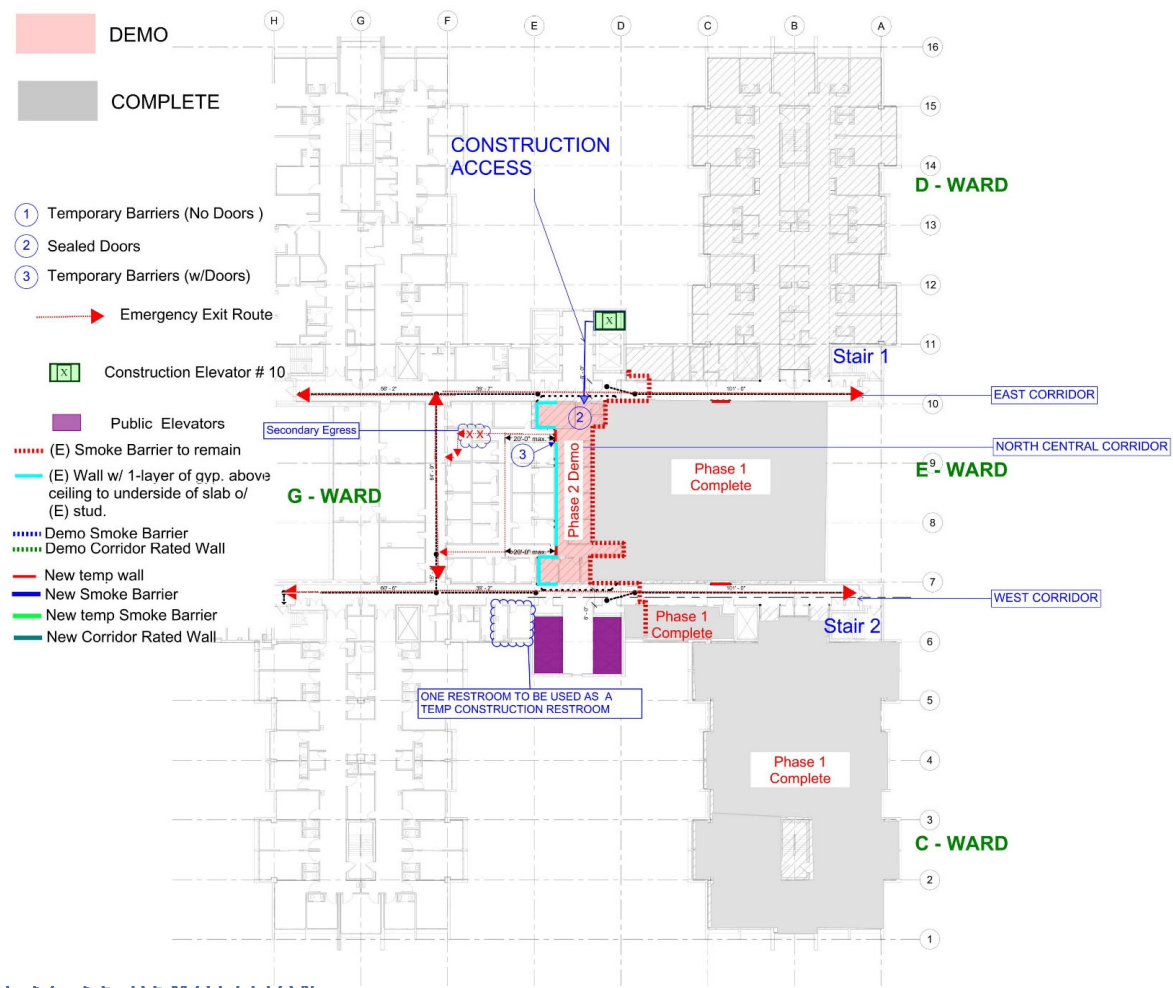 DEMO
COMPLETE
1 Temporary Barriers (No Doors )
2 Sealed Doors
3 Temporary Barriers (w/Doors)
Emergency Exit Route
X Construction Elevator # 10
Public Elevators
(E) Smoke Barrier to remain
(E) Wall w/ 1-layer of gyp. above
ceiling to underside of slab o/
(E) stud.
Demo Smoke Barrier
Demo Corridor Rated Wall
New temp wall
New Smoke Barrier
New temp Smoke Barrier
New Corridor Rated Wall
H G F E D C B A
16
15
14
13
12
11
10
9
8
7
6
5
4
3
2
1
CONSTRUCTION
ACCESS
D - WARD
X
Stair 1
EAST CORRIDOR
101'- 0"
2
Secondary Egress
X X
20'-0" max.
3
NORTH CENTRAL CORRIDOR
Phase 2 Demo
Phase 1
Complete
E - WARD
G - WARD
20'-0" max.
101'- 0"
WEST CORRIDOR
Phase 1
Complete
Stair 2
ONE RESTROOM TO BE USED AS A
TEMP CONSTRUCTION RESTROOM
Phase 1
Complete
C - WARD